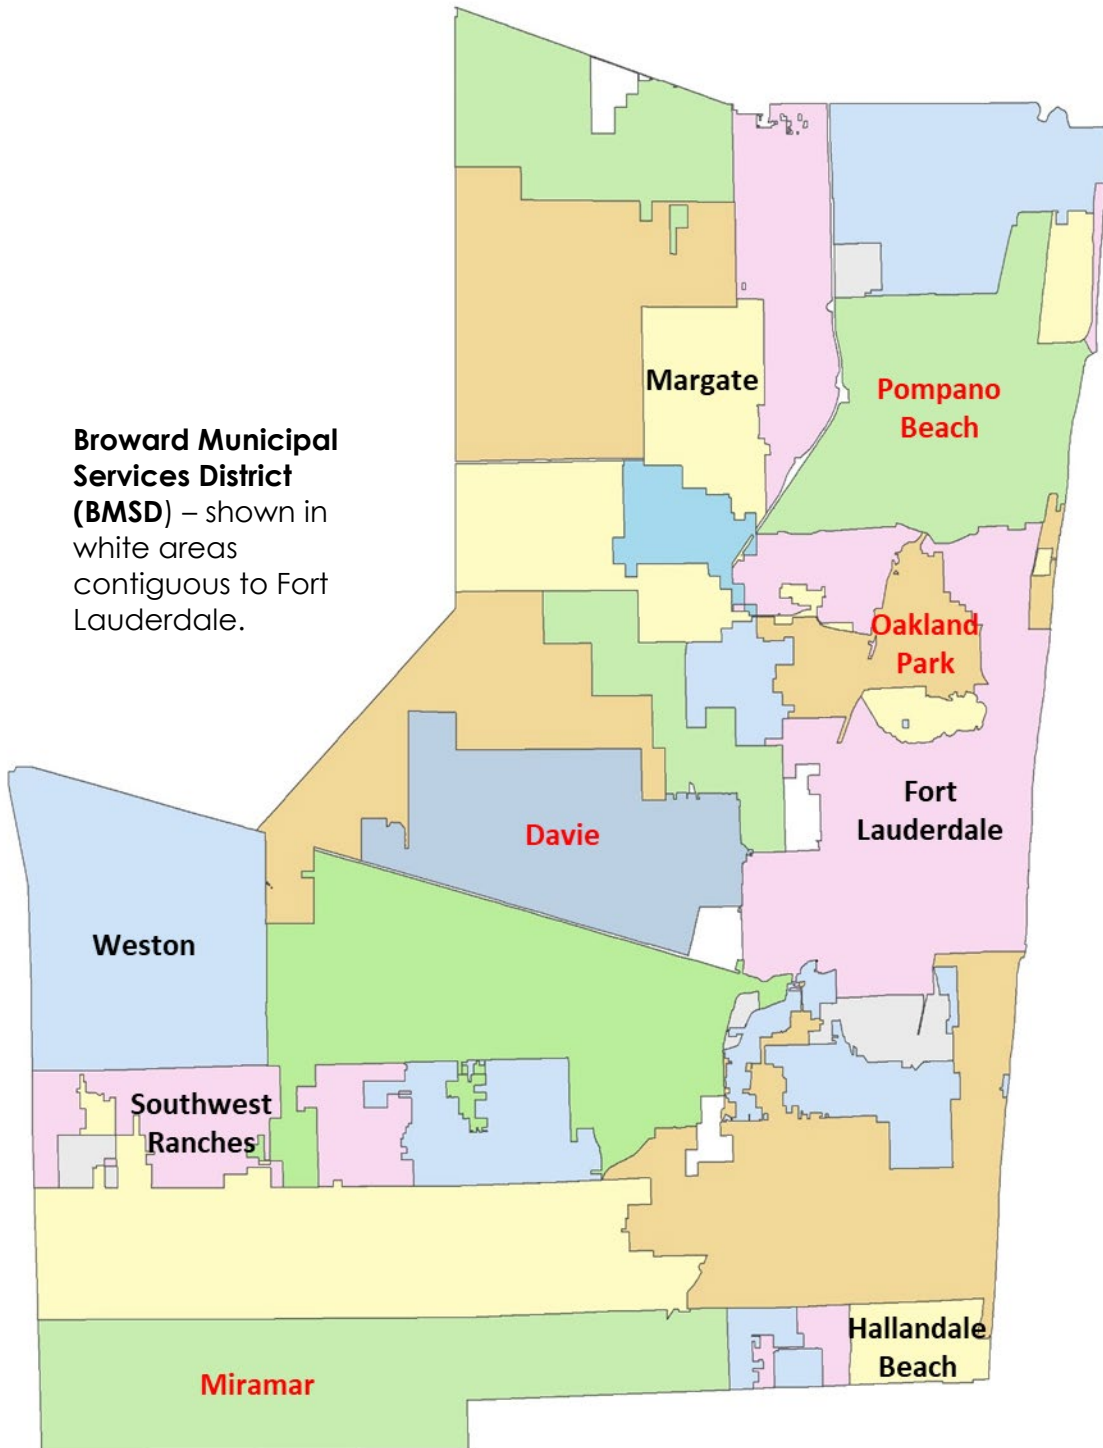 Margate
Pompano
Beach
Broward Municipal
Services District
(BMSD) – shown in
white areas
contiguous to Fort
Lauderdale.
Oakland
Park
Fort
Lauderdale
Davie
Weston
Southwest
Ranches
Hallandale
Beach
Miramar